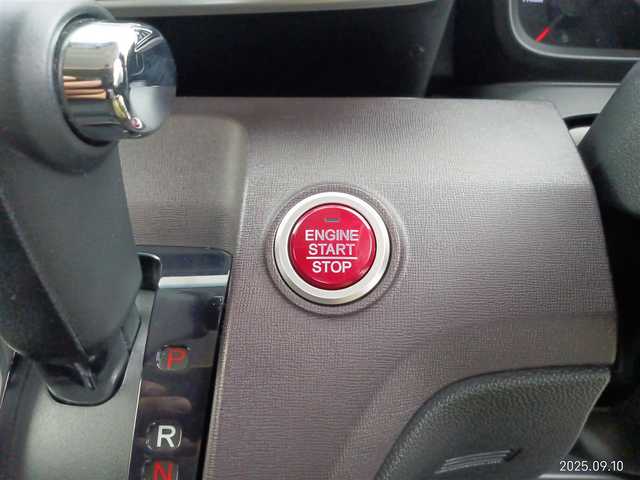 ENGINE
START
STOP
P
R
N
2025.09.10